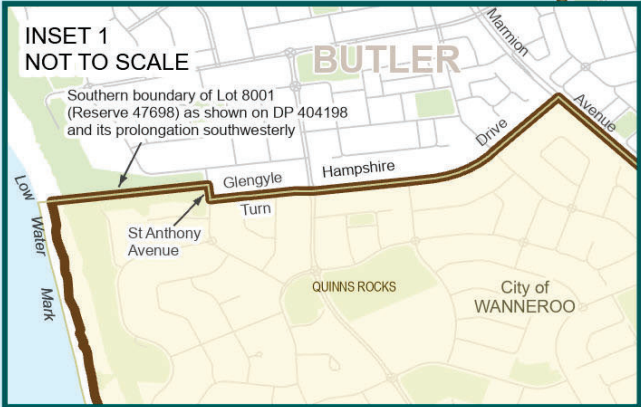 INSET 1
NOT TO SCALE
BUTLER
Marmion
Avenue
Southern boundary of Lot 8001
(Reserve 47698) as shown on DP 404198
and its prolongation southwesterly
Drive
Hampshire
Glengyle
Turn
St Anthony
Avenue
Low
Water
Mark
QUINNS ROCKS
City of
WANNEROO